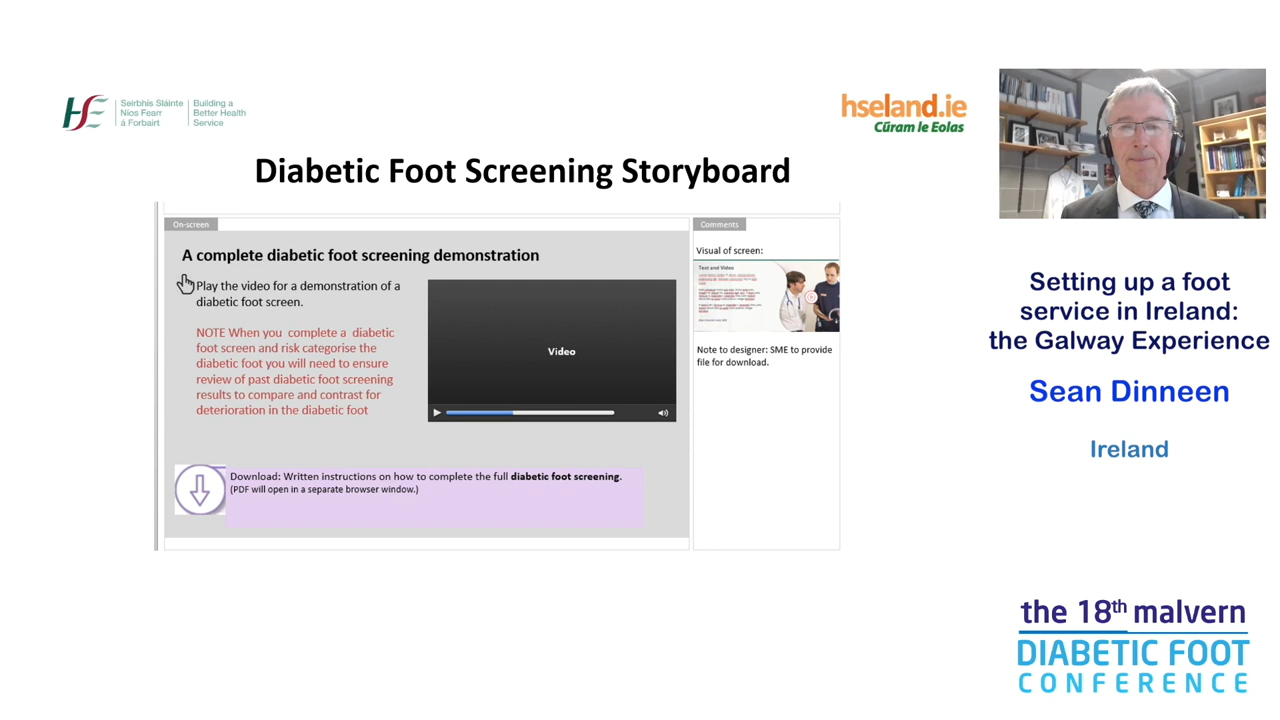 Seirbhís Sláinte
Níos Fearr
á Forbairt
Building a
Better Health
Service
hseland.ie
Cúram le Eolas
Diabetic Foot Screening Storyboard
On-screen
Comments
A complete diabetic foot screening demonstration
Play the video for a demonstration of a
diabetic foot screen.
NOTE When you complete a diabetic
foot screen and risk categorise the
diabetic foot you will need to ensure
review of past diabetic foot screening
results to compare and contrast for
deterioration in the diabetic foot
Video
Download: Written instructions on how to complete the full diabetic foot screening.
(PDF will open in a separate browser window.)
Visual of screen:
Text and Video
Note to designer: SME to provide
file for download.
Setting up a foot
service in Ireland:
the Galway Experience
Sean Dinneen
Ireland
the 18th malvern
DIABETIC FOOT
CONFERENCE